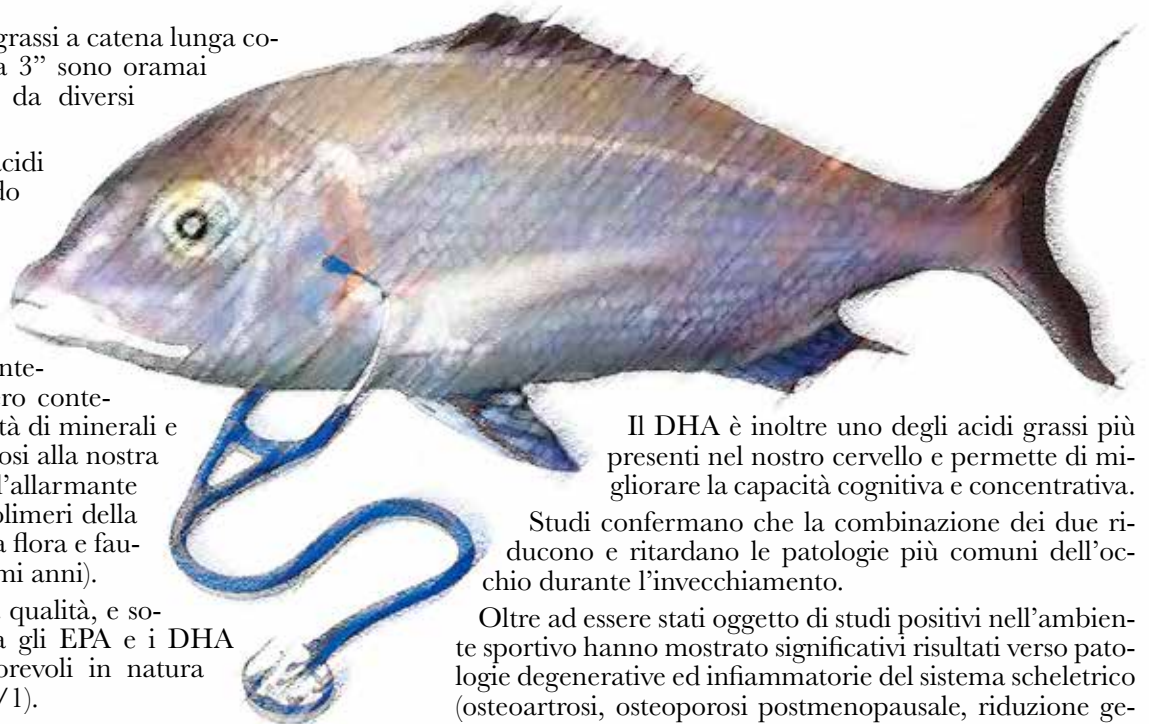 grassi a catena lunga co-
a 3” sono oramai
da diversi
acidi
do
nte-
ro conte-
tà di minerali e
osi alla nostra
l’allarmante
olimeri della
a flora e fau-
mi anni).
qualità, e so-
a gli EPA e i DHA
orevoli in natura
/1).
Il DHA è inoltre uno degli acidi grassi più
presenti nel nostro cervello e permette di mi-
gliorare la capacità cognitiva e concentrativa.
Studi confermano che la combinazione dei due ri-
ducono e ritardano le patologie più comuni dell’oc-
chio durante l’invecchiamento.
Oltre ad essere stati oggetto di studi positivi nell’ambien-
te sportivo hanno mostrato significativi risultati verso pato-
logie degenerative ed infiammatorie del sistema scheletrico
(osteoartrosi, osteoporosi postmenopausale, riduzione ge-